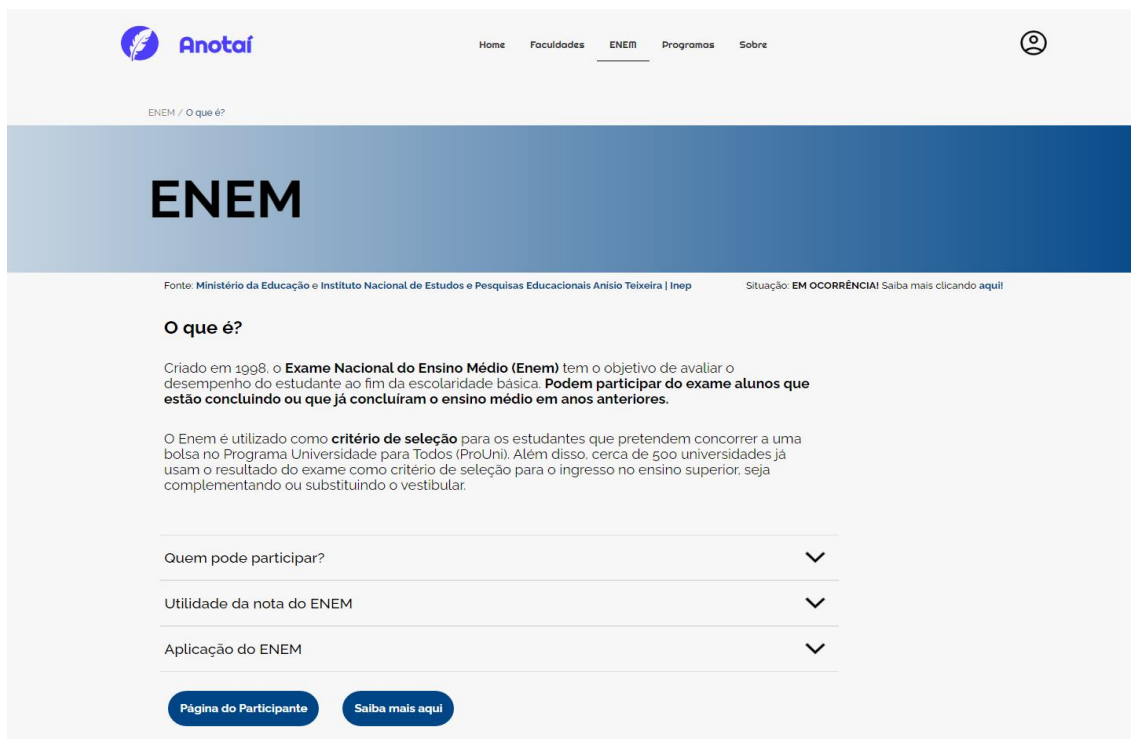 Anotaí
Home Faculdades ENEM Programas Sobre
ENEM / O que é?
ENEM
Fonte: Ministério da Educação e Instituto Nacional de Estudos e Pesquisas Educacionais Anísio Teixeira | Inep Situação: EM OCORRÊNCIA! Saiba mais clicando aqui!
O que é?
Criado em 1998, o Exame Nacional do Ensino Médio (Enem) tem o objetivo de avaliar o
desempenho do estudante ao fim da escolaridade básica. Podem participar do exame alunos que
estão concluindo ou que já concluíram o ensino médio em anos anteriores.
O Enem é utilizado como critério de seleção para os estudantes que pretendem concorrer a uma
bolsa no Programa Universidade para Todos (ProUni). Além disso, cerca de 500 universidades já
usam o resultado do exame como critério de seleção para o ingresso no ensino superior, seja
complementando ou substituindo o vestibular.
Quem pode participar?
Utilidade da nota do ENEM
Aplicação do ENEM
Página do Participante Saiba mais aqui